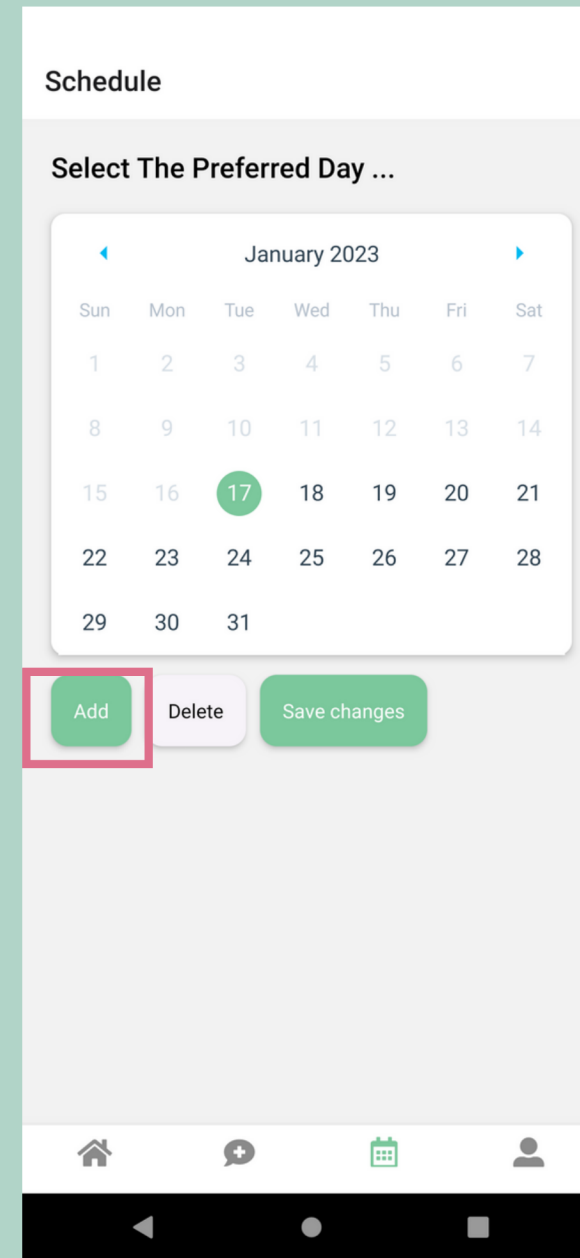 Schedule
Select The Preferred Day ...
January 2023
Sun Mon Tue Wed Thu Fri Sat
1 2 3 4 5 6 7
8 9 10 11 12 13 14
15 16 17 18 19 20 21
22 23 24 25 26 27 28
29 30 31
Add Delete Save changes